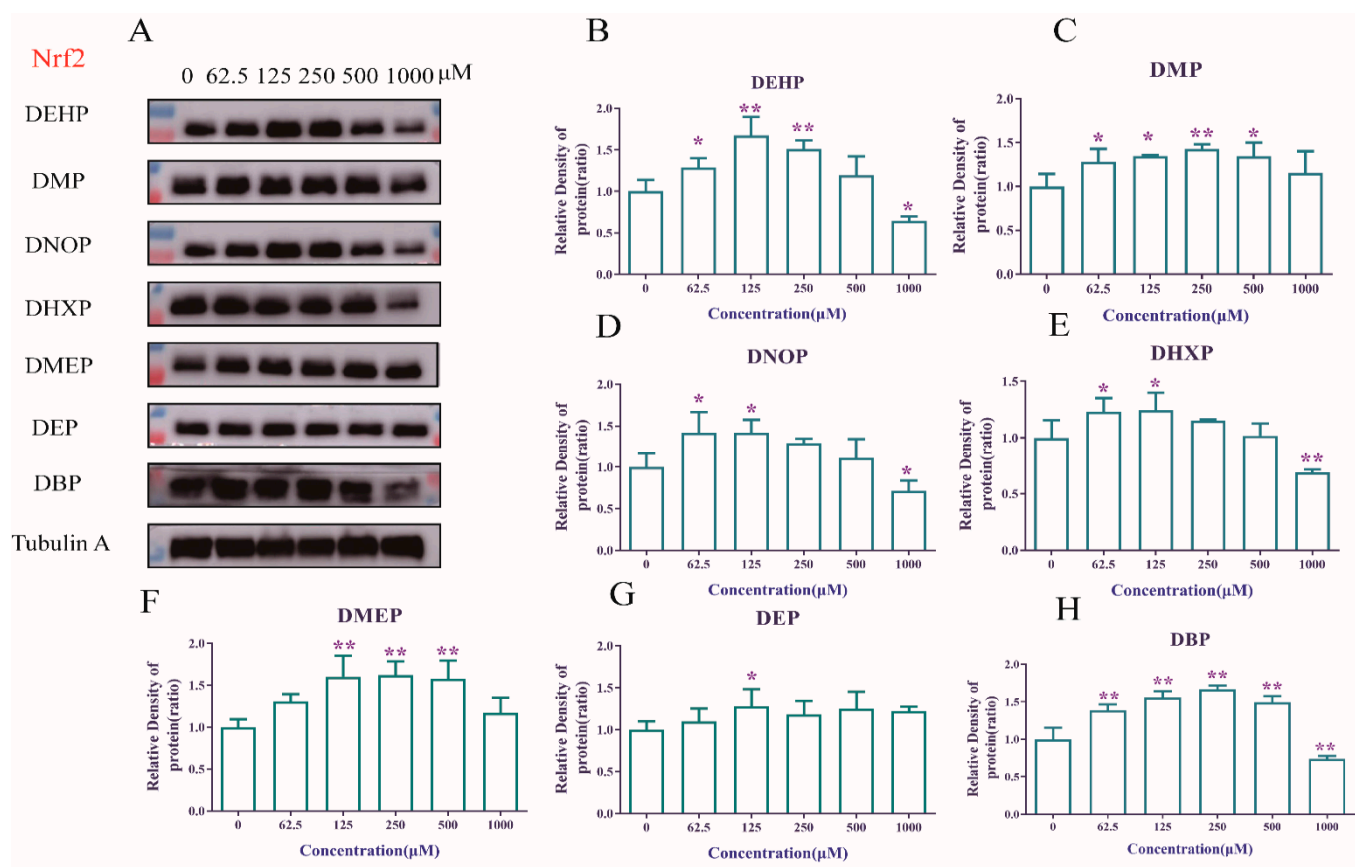 A
Nrf2
0 62.5 125 250 500 1000 μM
DEHP
DMP
DNOP
DHXP
DMEP
DEP
DBP
Tubulin A
B
DEHP
Relative Density of
protein(ratio)
2.0
1.5
1.0
0.5
0.0
* ** ** *
0 62.5 125 250 500 1000
Concentration(μM)
C
DMP
Relative Density of
protein(ratio)
2.0
1.5
1.0
0.5
0.0
* * ** *
0 62.5 125 250 500 1000
Concentration(μM)
D
DNOP
Relative Density of
protein(ratio)
2.0
1.5
1.0
0.5
0.0
* * *
0 62.5 125 250 500 1000
Concentration(μM)
E
DHXP
Relative Density of
protein(ratio)
1.5
1.0
0.5
0.0
* * **
0 62.5 125 250 500 1000
Concentration(μM)
F
DMEP
Relative Density of
protein(ratio)
2.0
1.5
1.0
0.5
0.0
** ** **
0 62.5 125 250 500 1000
Concentration(μM)
G
DEP
Relative Density of
protein(ratio)
2.0
1.5
1.0
0.5
0.0
*
0 62.5 125 250 500 1000
Concentration(μM)
H
DBP
Relative Density of
protein(ratio)
2.0
1.5
1.0
0.5
0.0
** ** ** ** **
0 62.5 125 250 500 1000
Concentration(μM)